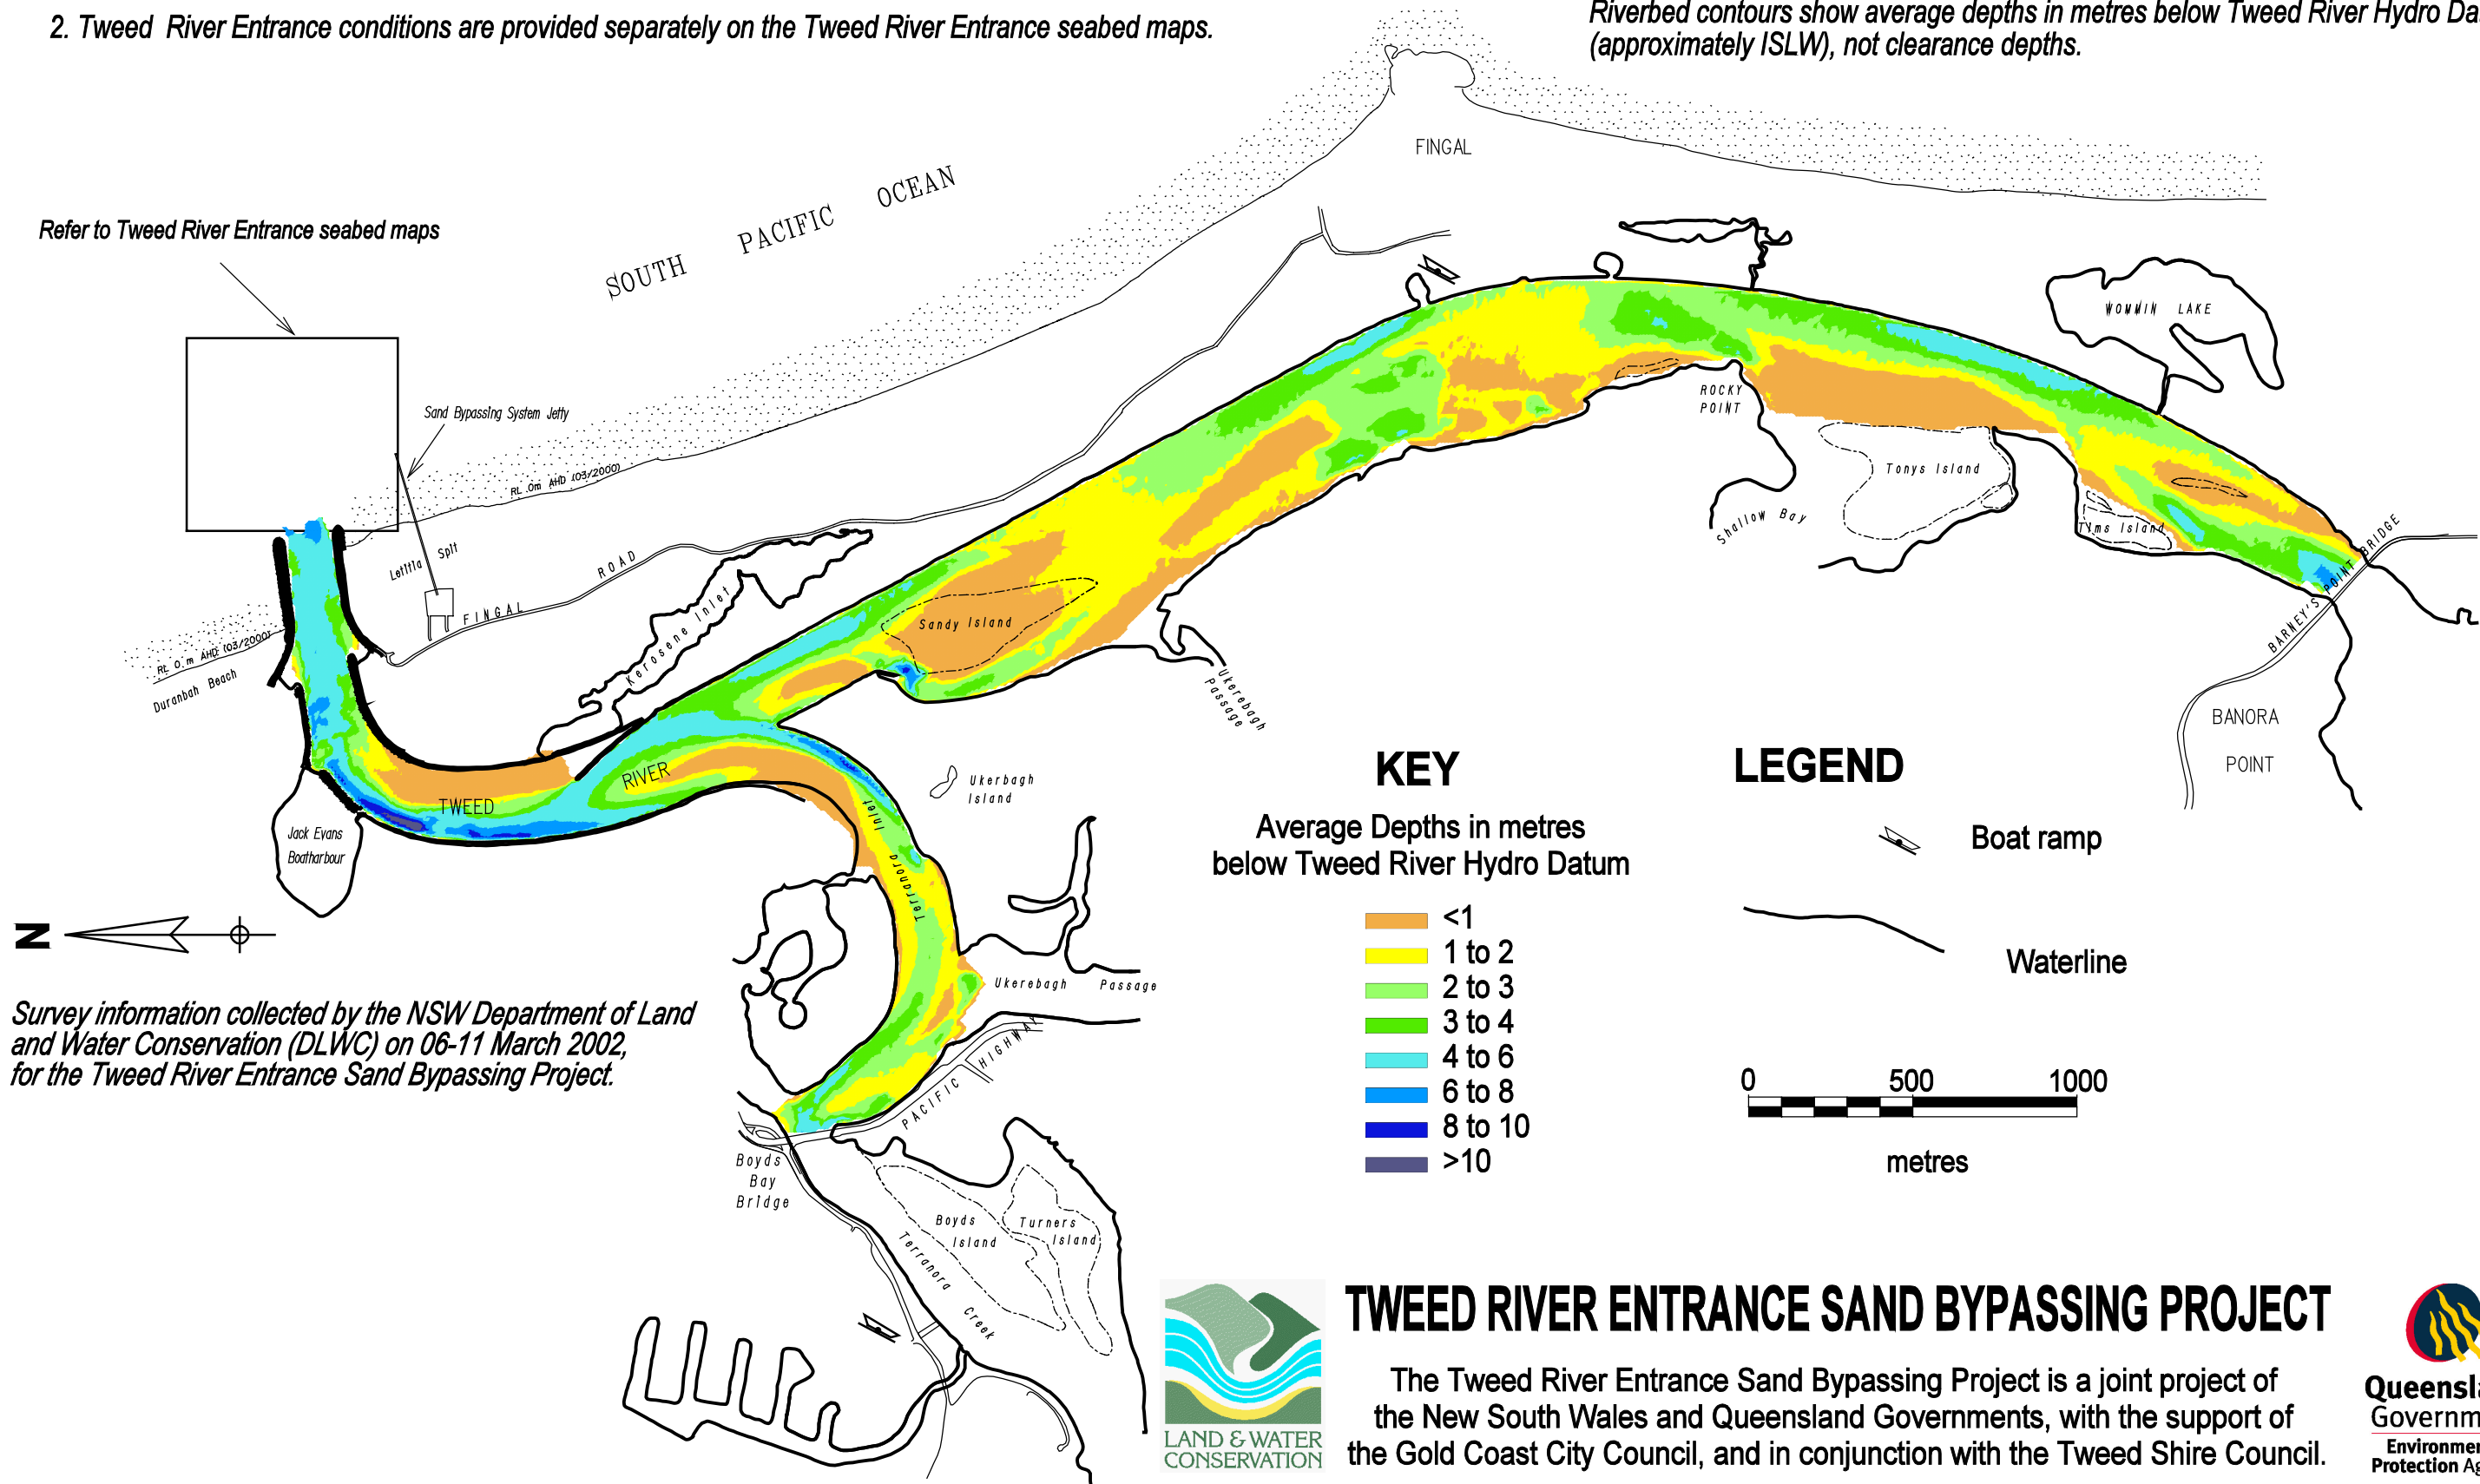 2. Tweed River Entrance conditions are provided separately on the Tweed River Entrance seabed maps.
Riverbed contours show average depths in metres below Tweed River Hydro
(approximately ISLW), not clearance depths.
FINGAL
SOUTH PACIFIC OCEAN
Refer to Tweed River Entrance seabed maps
WOMMIN LAKE
Sand Bypassing System Jetty
ROCKY
POINT
RL 0m AHD (03/2000)
Tonys Island
Shallow Bay
Tims Island
BARNEY'S POINT BRIDGE
Letitia Spit
FINGAL ROAD
Kerosene Inlet
Sandy Island
RL 0.m AHD (03/2000)
Duranbah Beach
Ukerebagh
Passage
BANORA
POINT
TWEED RIVER
Ukerbagh
Island
Terranora Inlet
Jack Evans
Boatharbour
KEY
Average Depths in metres
below Tweed River Hydro Datum
<1
1 to 2
2 to 3
3 to 4
4 to 6
6 to 8
8 to 10
>10
LEGEND
Boat ramp
Waterline
0 500 1000
metres
N
Ukerebagh Passage
PACIFIC HIGHWAY
Survey information collected by the NSW Department of Land
and Water Conservation (DLWC) on 06-11 March 2002,
for the Tweed River Entrance Sand Bypassing Project.
Boyds
Bay
Bridge
Boyds
Island
Turners
Island
Terranora Creek
LAND & WATER
CONSERVATION
TWEED RIVER ENTRANCE SAND BYPASSING PROJECT
The Tweed River Entrance Sand Bypassing Project is a joint project of
the New South Wales and Queensland Governments, with the support of
the Gold Coast City Council, and in conjunction with the Tweed Shire Council.
Protection